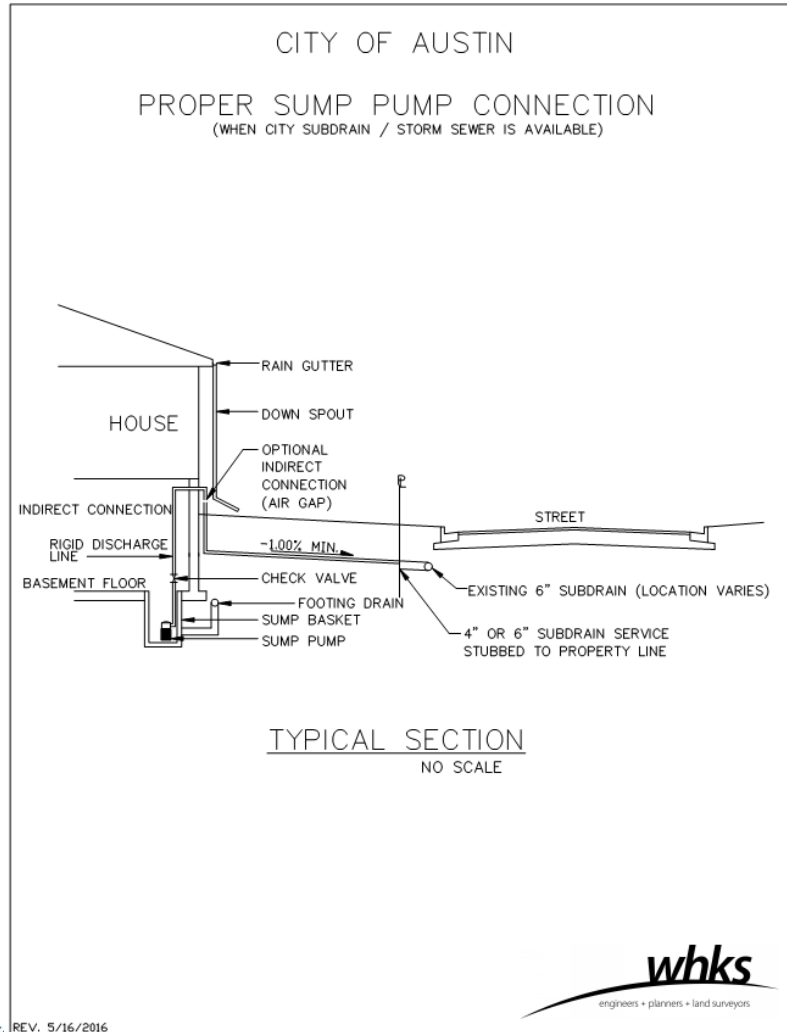 CITY OF AUSTIN
PROPER SUMP PUMP CONNECTION
(WHEN CITY SUBDRAIN / STORM SEWER IS AVAILABLE)
RAIN GUTTER
HOUSE
DOWN SPOUT
OPTIONAL
INDIRECT
CONNECTION
(AIR GAP)
INDIRECT CONNECTION
STREET
RIGID DISCHARGE
LINE
-1.00% MIN.
BASEMENT FLOOR
CHECK VALVE
EXISTING 6" SUBDRAIN (LOCATION VARIES)
FOOTING DRAIN
SUMP BASKET
SUMP PUMP
4" OR 6" SUBDRAIN SERVICE
STUBBED TO PROPERTY LINE
TYPICAL SECTION
NO SCALE
whks
engineers + planners + land surveyors
REV. 5/16/2016